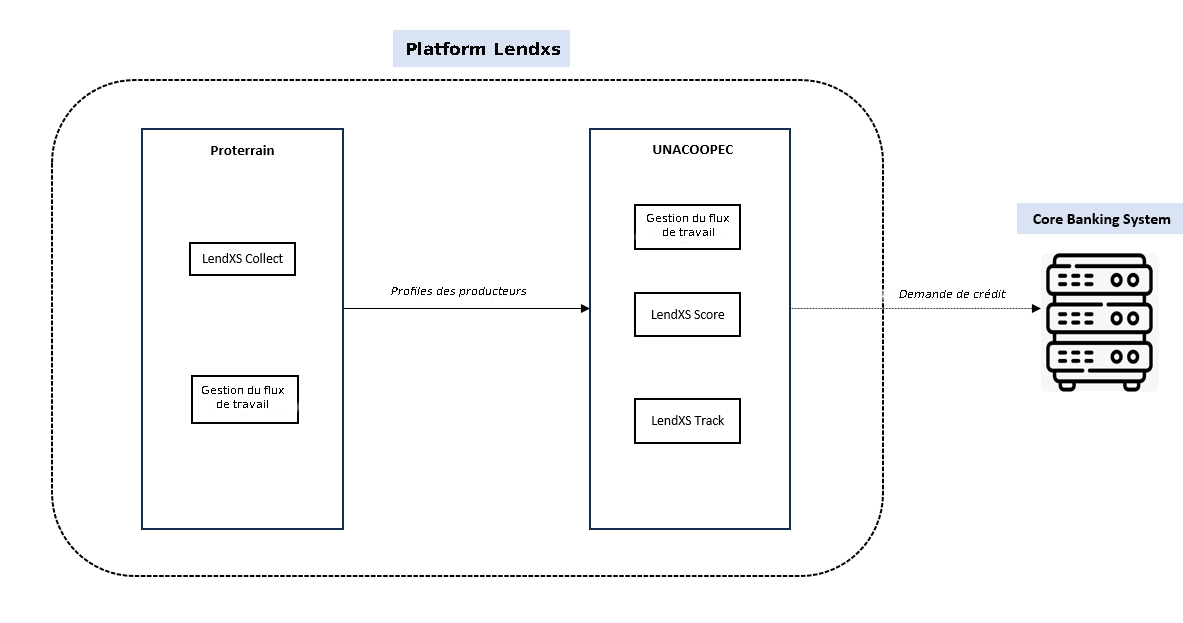 Platform Lendxs
Proterrain
LendXS Collect
Gestion du flux
de travail
Profiles des producteurs
UNACOOPEC
Gestion du flux
de travail
LendXS Score
LendXS Track
Demande de crédit
Core Banking System